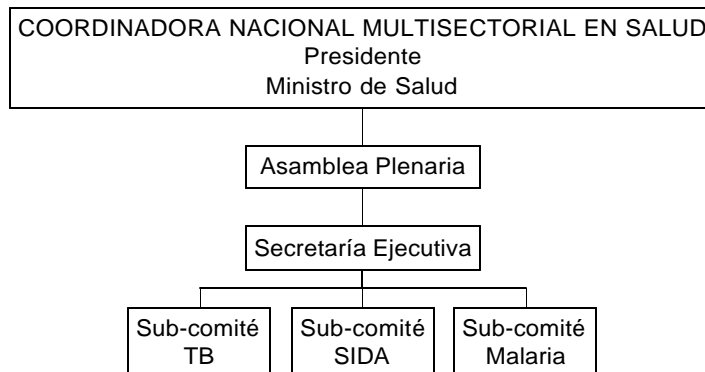 COORDINADORA NACIONAL MULTISECTORIAL EN SALUD
Presidente
Ministro de Salud
Asamblea Plenaria
Secretaría Ejecutiva
Sub-comité
TB
Sub-comité
SIDA
Sub-comité
Malaria